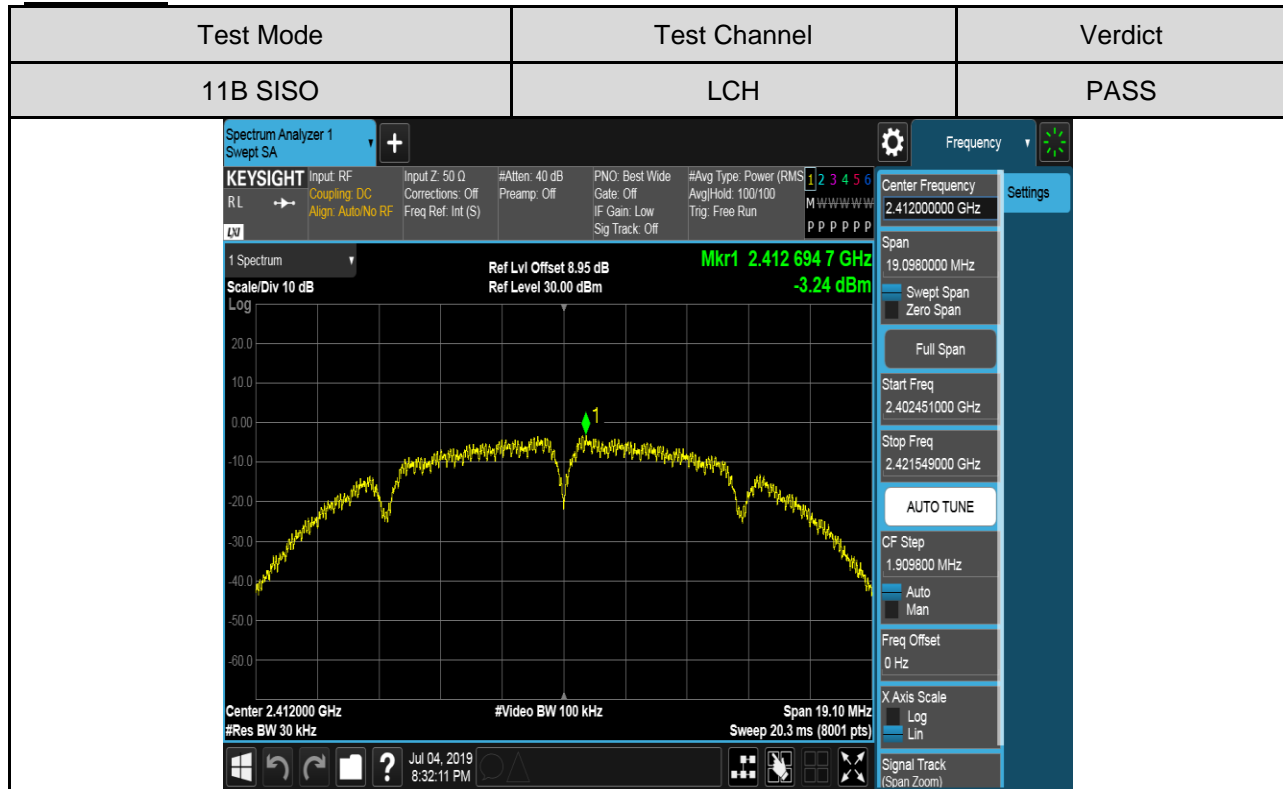 Test Mode Test Channel Verdict
11B SISO LCH PASS
Spectrum Analyzer 1
Swept SA
+
Frequency
KEYSIGHT
RL
LXI
Input: RF
Coupling: DC
Align: Auto/No RF
Input Z: 50 Ω
Corrections: Off
Freq Ref: Int (S)
#Atten: 40 dB
Preamp: Off
PNO: Best Wide
Gate: Off
IF Gain: Low
Sig Track: Off
#Avg Type: Power (RMS
Avg|Hold: 100/100
Trig: Free Run
1 2 3 4 5 6
M W W W W W
P P P P P P
1 Spectrum
Scale/Div 10 dB
Log
Ref Lvl Offset 8.95 dB
Ref Level 30.00 dBm
Mkr1 2.412 694 7 GHz
-3.24 dBm
20.0
10.0
0.00
-10.0
-20.0
-30.0
-40.0
-50.0
-60.0
1
Center 2.412000 GHz
#Res BW 30 kHz
#Video BW 100 kHz
Span 19.10 MHz
Sweep 20.3 ms (8001 pts)
Center Frequency
2.412000000 GHz
Settings
Span
19.0980000 MHz
Swept Span
Zero Span
Full Span
Start Freq
2.402451000 GHz
Stop Freq
2.421549000 GHz
AUTO TUNE
CF Step
1.909800 MHz
Auto
Man
Freq Offset
0 Hz
X Axis Scale
Log
Lin
Signal Track
(Span Zoom)
?
Jul 04, 2019
8:32:11 PM